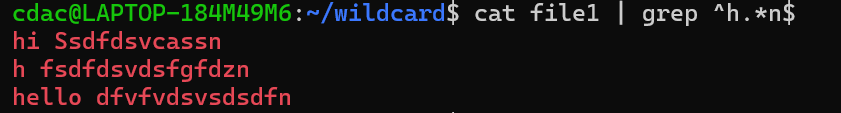 cdac@LAPTOP-184M49M6:~/wildcard$ cat file1 | grep ^h.*n$
hi Ssdfdsvcassn
h fsdfdsvdsfgfdzn
hello dfvfvdsvsdsdfn